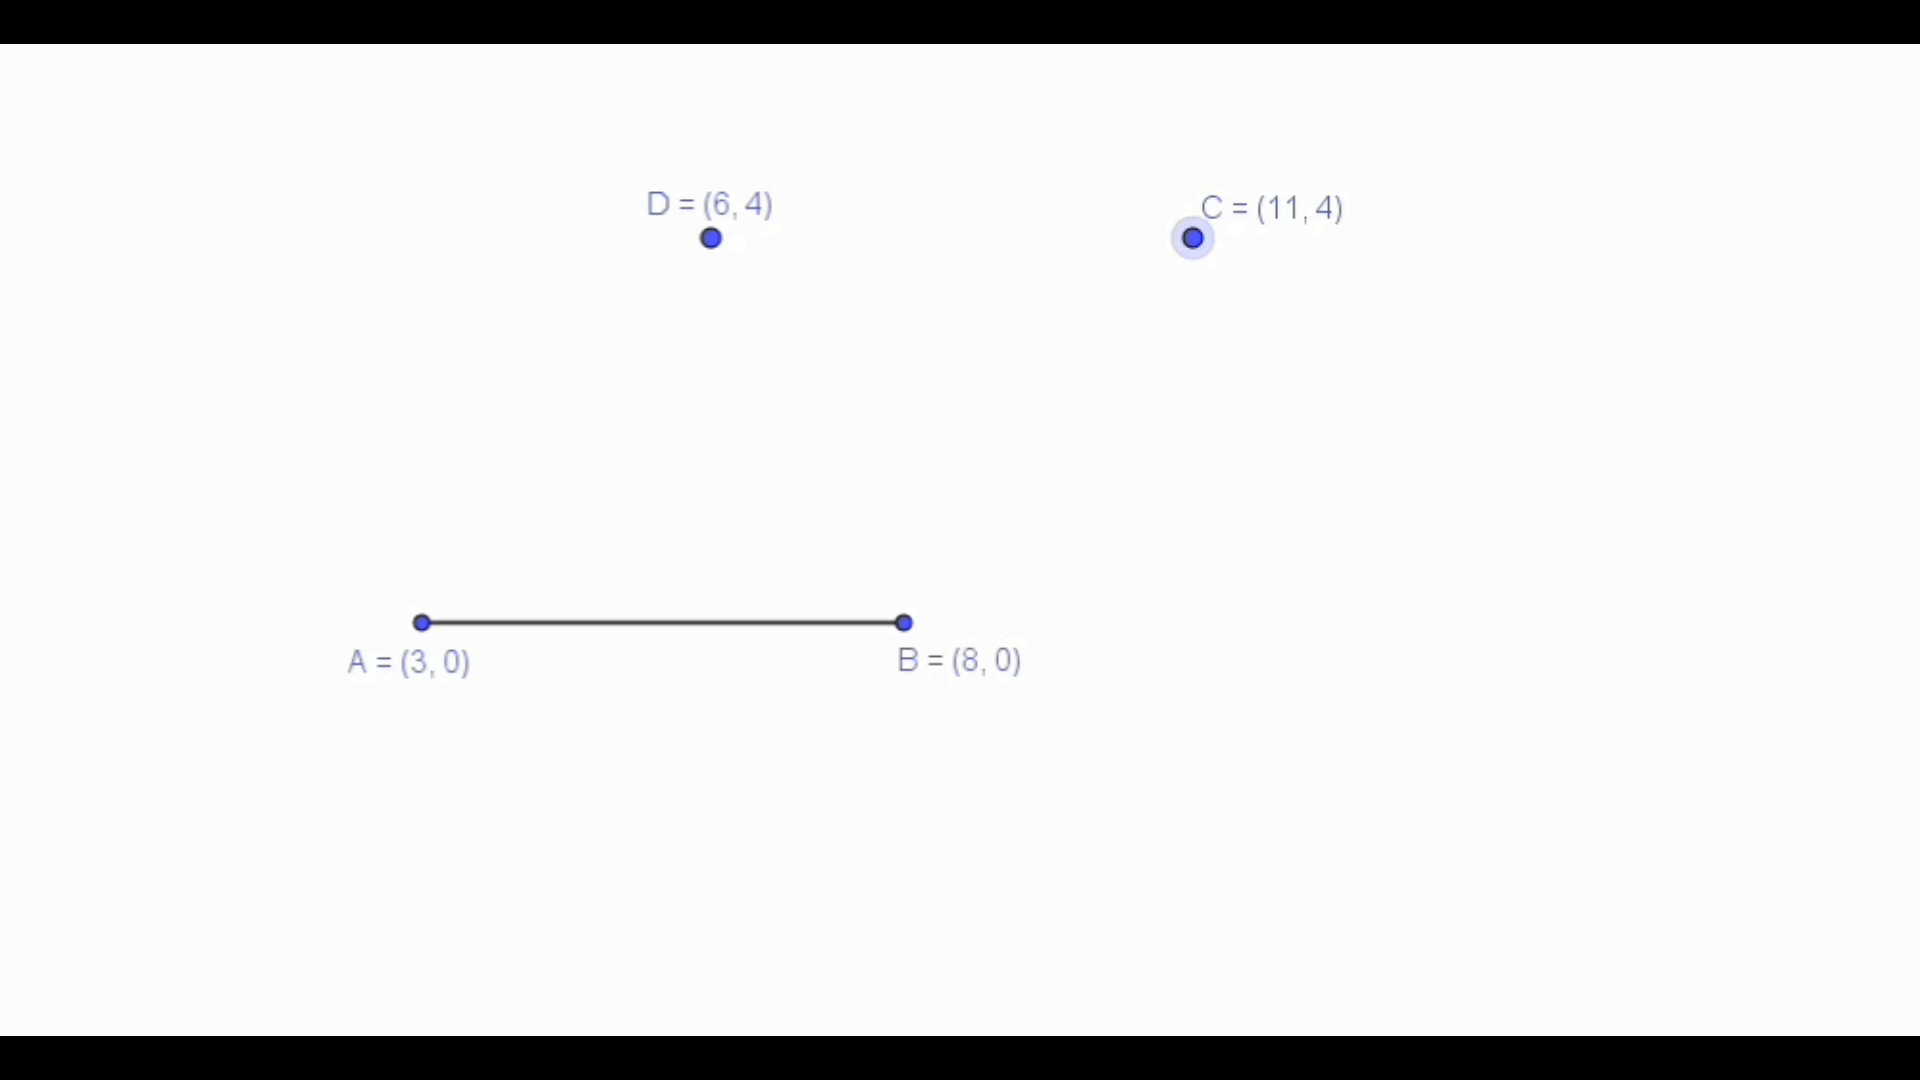 D = (6, 4)
C = (11, 4)
A = (3, 0)
B = (8, 0)